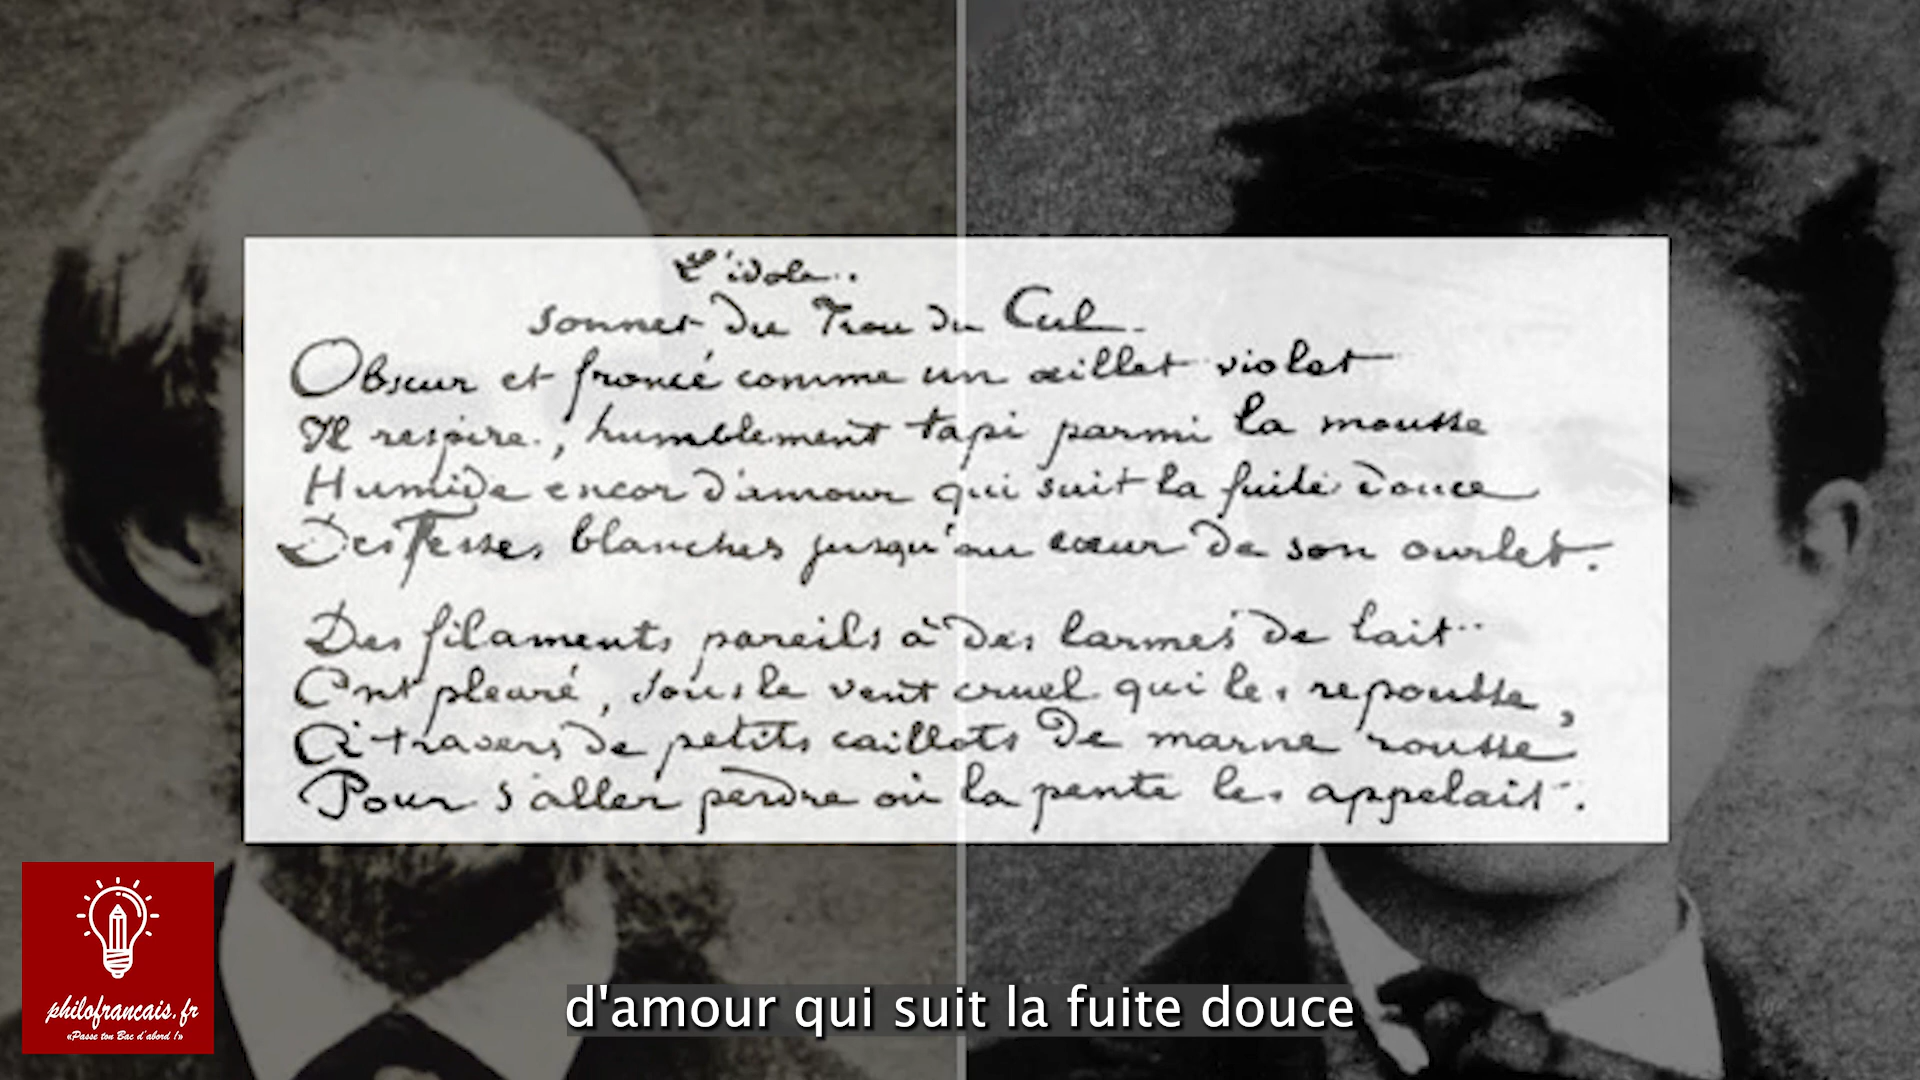 L'idole..
Sonnet du Trou du Cul.
Obscur et froncé comme un œillet violet
Il respire, humblement tapi parmi la mousse
Humide encor d'amour qui suit la fuite douce
Des Fesses blanches jusqu'au cœur de son ourlet.
Des filaments pareils à des larmes de lait
Ont pleuré, sous le vent cruel qui les repousse,
À travers de petits caillots de marne rousse
Pour s'aller perdre où la pente les appelait.
philofrancais.fr
«Passe ton Bac d'abord !»
d'amour qui suit la fuite douce